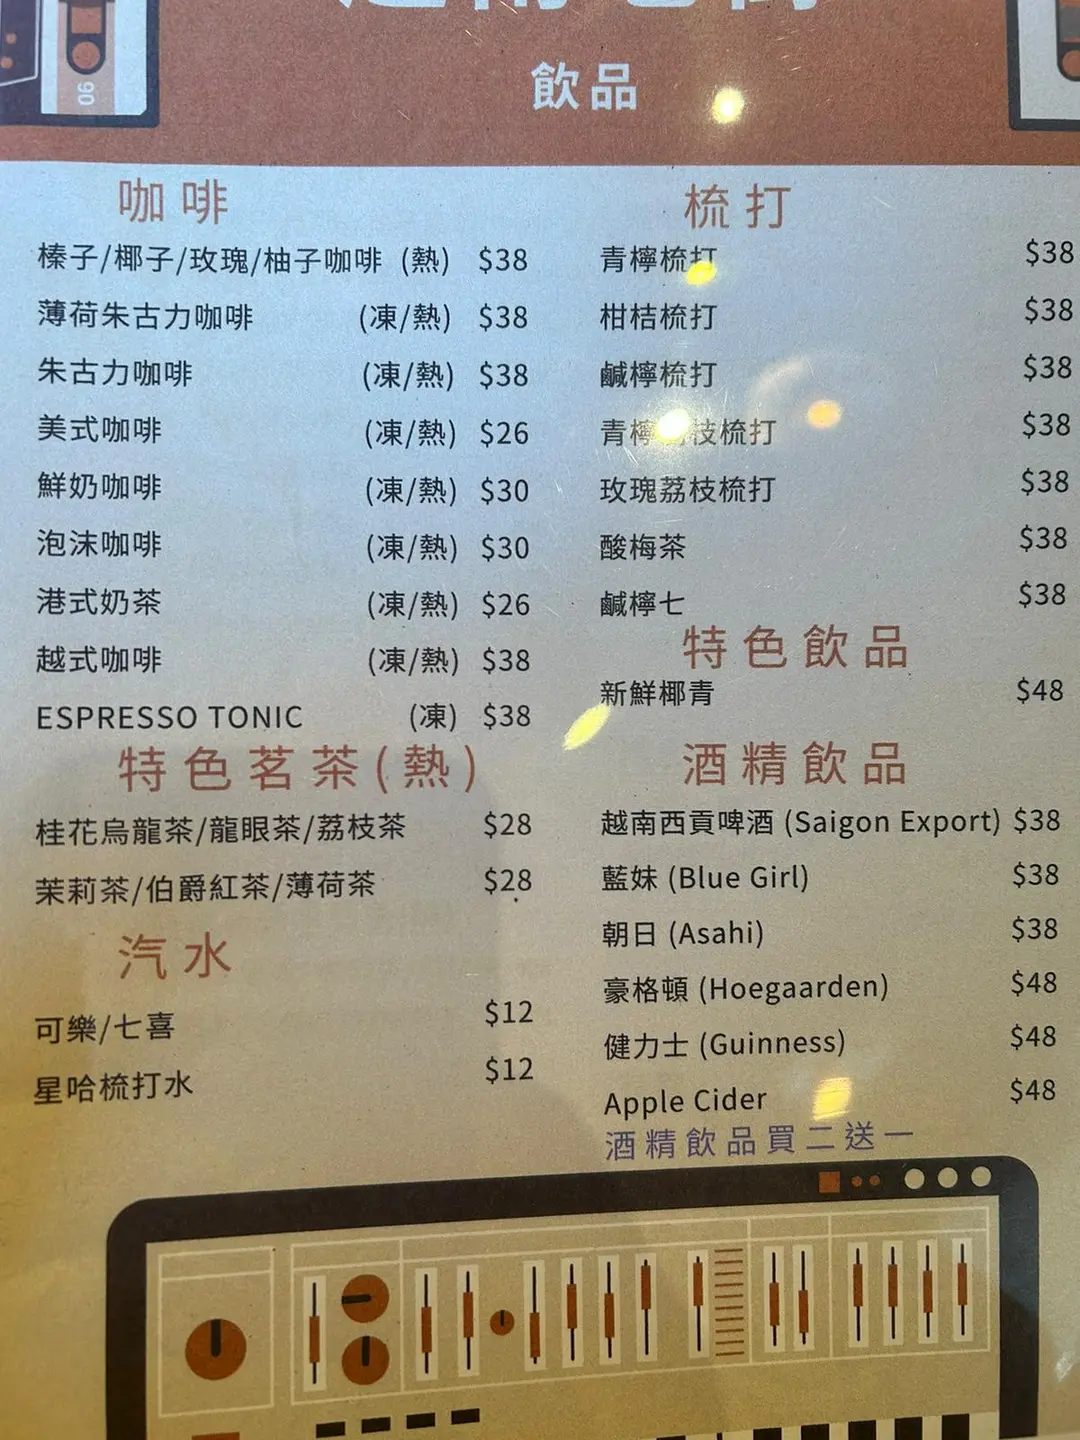 06
飲品
咖啡
榛子/椰子/玫瑰/柚子咖啡 (熱) $38
薄荷朱古力咖啡 (凍/熱) $38
朱古力咖啡 (凍/熱) $38
美式咖啡 (凍/熱) $26
鮮奶咖啡 (凍/熱) $30
泡沫咖啡 (凍/熱) $30
港式奶茶 (凍/熱) $26
越式咖啡 (凍/熱) $38
ESPRESSO TONIC (凍) $38
特色茗茶(熱)
桂花烏龍茶/龍眼茶/荔枝茶 $28
茉莉茶/伯爵紅茶/薄荷茶 $28
汽水
可樂/七喜 $12
星哈梳打水 $12
梳打
青檸梳打 $38
柑桔梳打 $38
鹹檸梳打 $38
青檸枝梳打 $38
玫瑰荔枝梳打 $38
酸梅茶 $38
鹹檸七 $38
特色飲品
新鮮椰青 $48
酒精飲品
越南西貢啤酒 (Saigon Export) $38
藍妹 (Blue Girl) $38
朝日 (Asahi) $38
豪格頓 (Hoegaarden) $48
健力士 (Guinness) $48
Apple Cider $48
酒精飲品買二送一